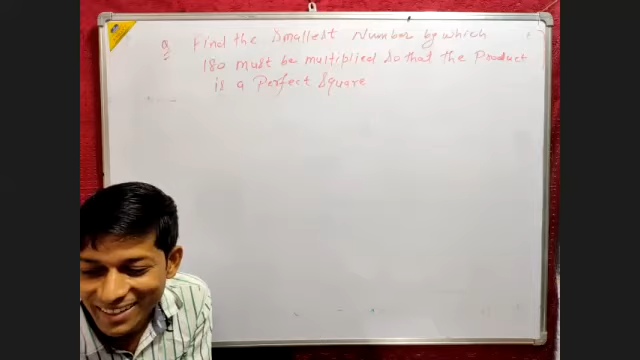 Q Find the Smallest Number by which
180 must be multiplied So that the Product
is a Perfect Square